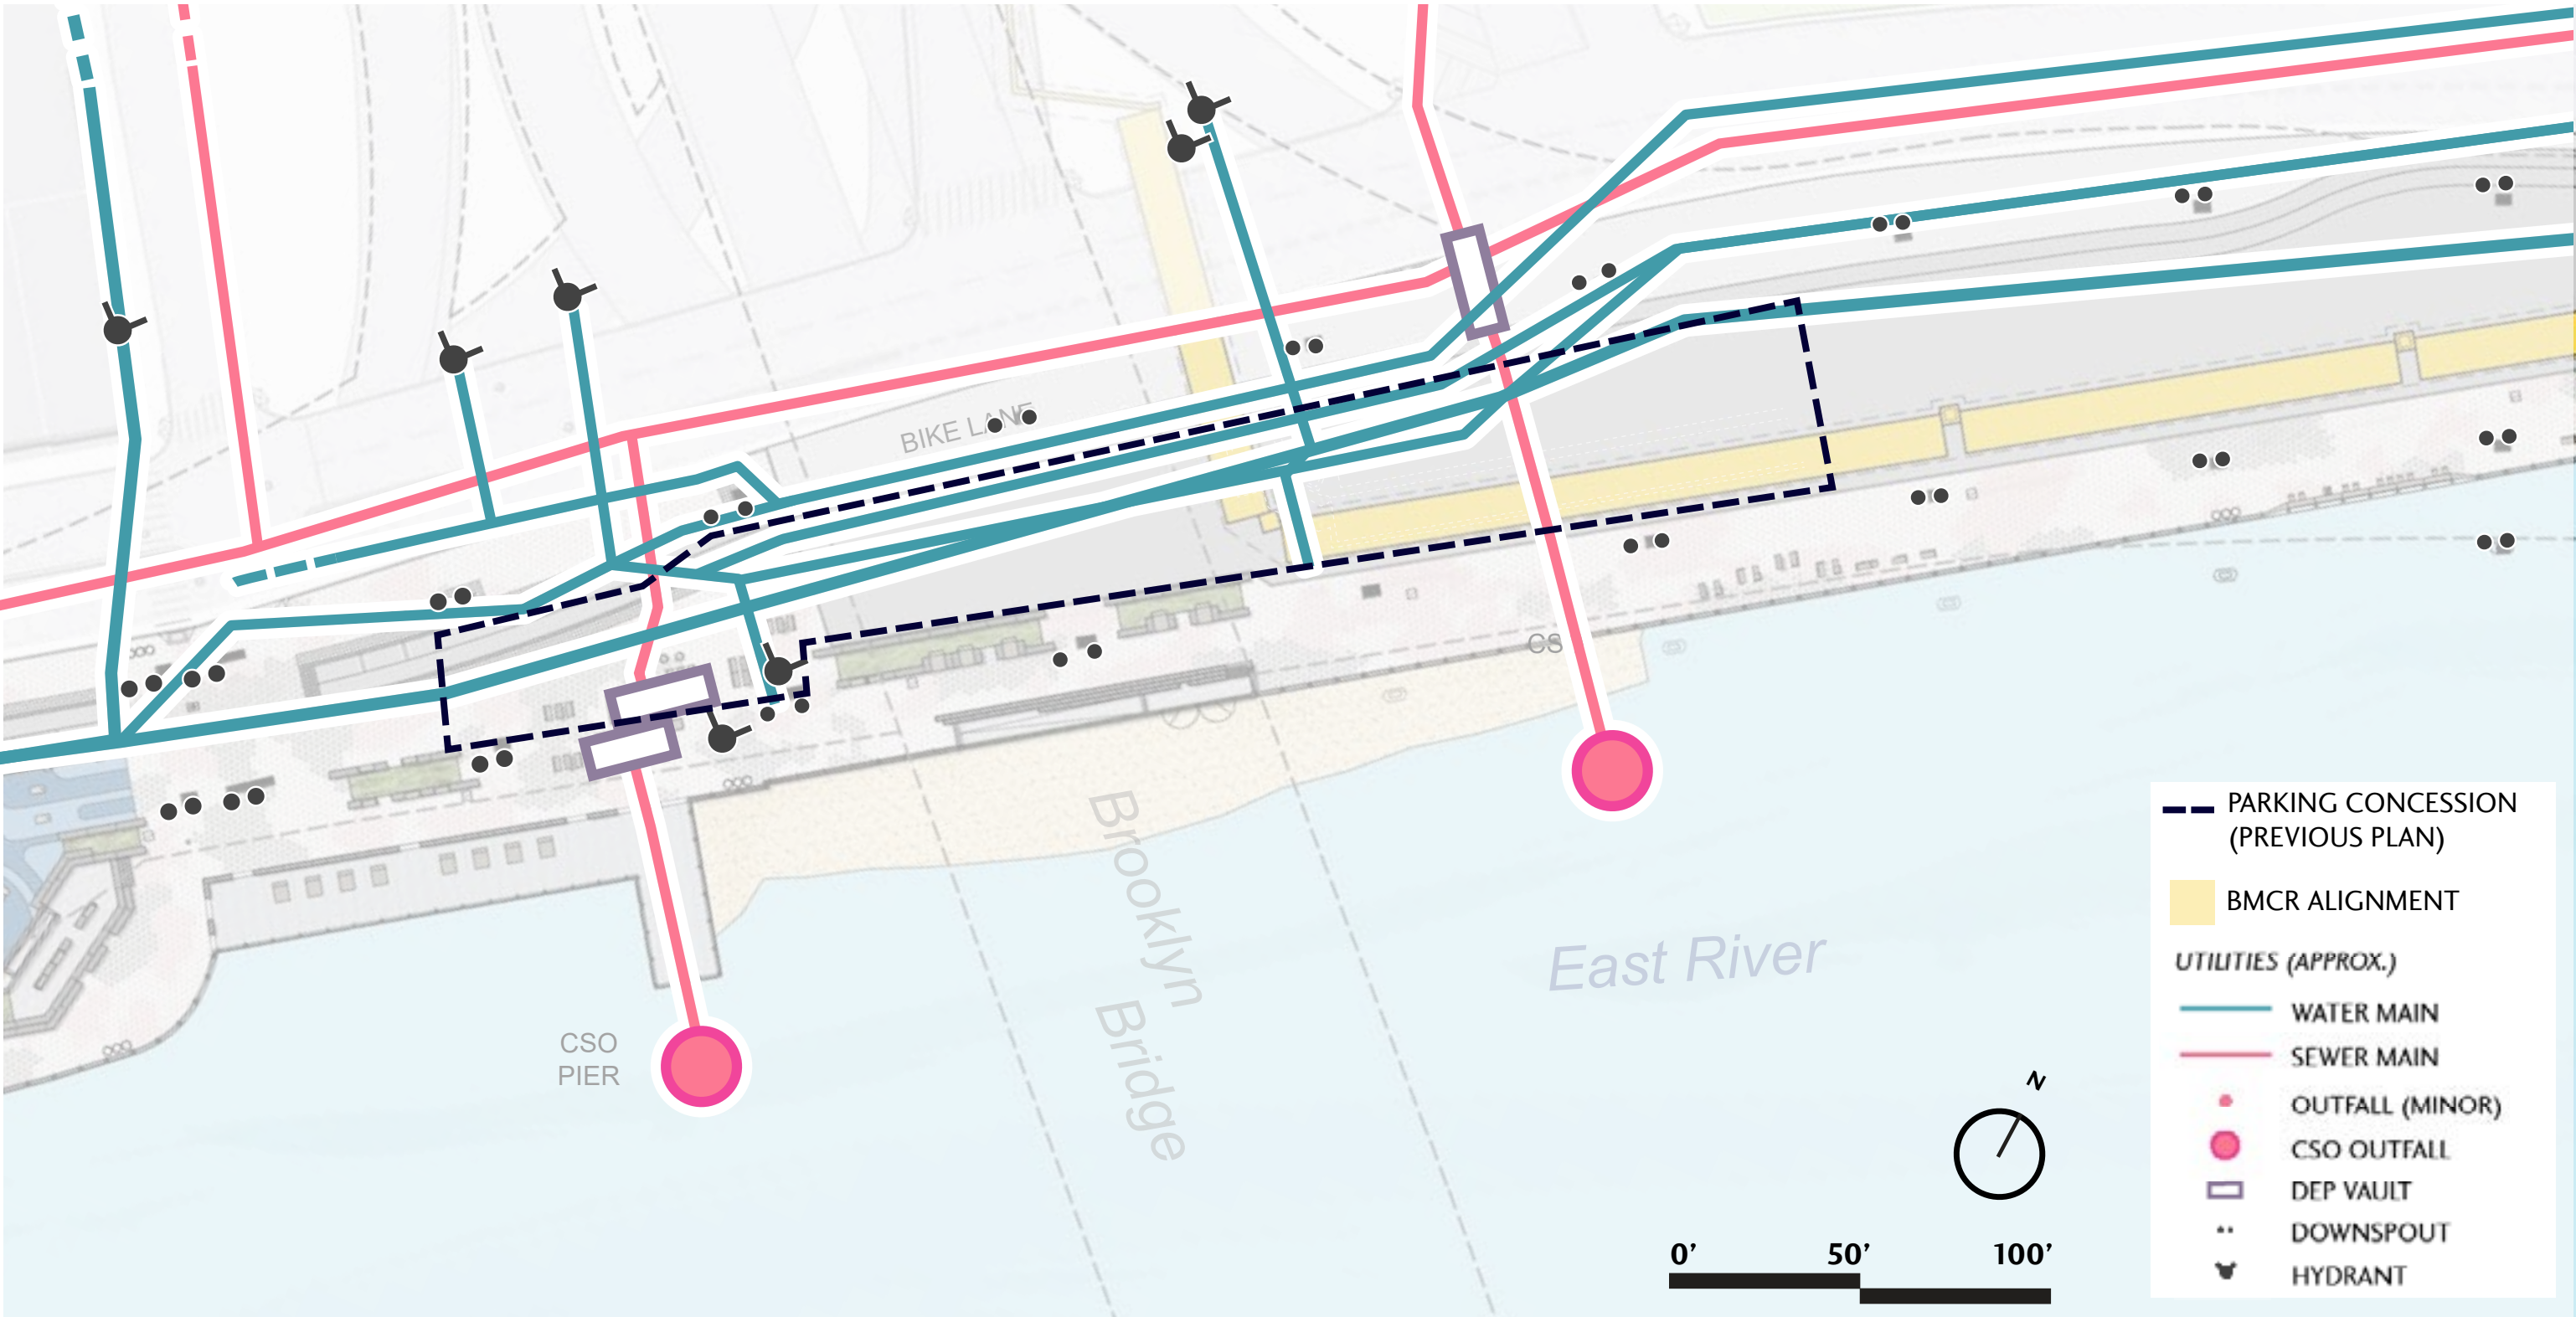 BIKE LANE
CS
Brooklyn
Bridge
East River
CSO
PIER
N
0' 50' 100'
PARKING CONCESSION
(PREVIOUS PLAN)
BMCR ALIGNMENT
UTILITIES (APPROX.)
WATER MAIN
SEWER MAIN
OUTFALL (MINOR)
CSO OUTFALL
DEP VAULT
DOWNSPOUT
HYDRANT